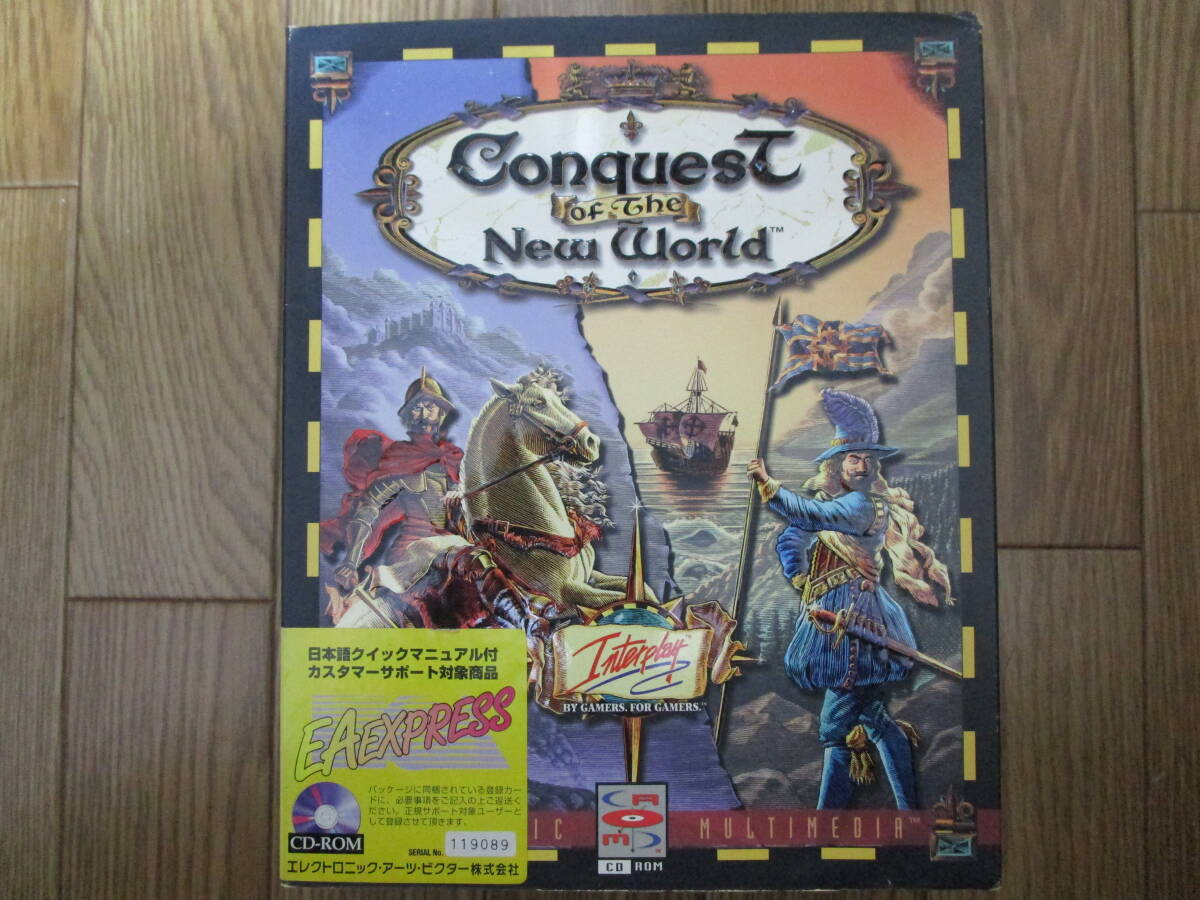 Conquest
of The
New World™
Interplay™
BY GAMERS. FOR GAMERS.™
日本語クイックマニュアル付
カスタマーサポート対象商品
EA EXPRESS
パッケージに同梱されている登録カー
ドに、必要事項をご記入の上ご返送く
ださい。正規サポート対象ユーザーと
して登録させて頂きます。
CD-ROM
SERIAL No. 119089
エレクトロニック・アーツ・ビクター株式会社
IC
MULTIMEDIA™
CD ROM